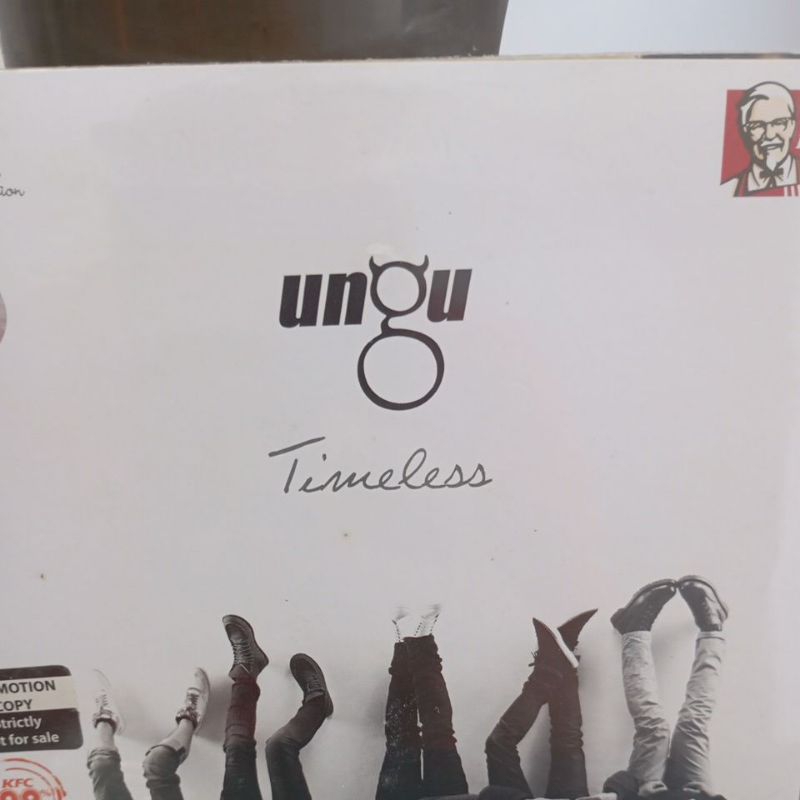 ungu
Timeless
MOTION
COPY
trictly
t for sale
KFC